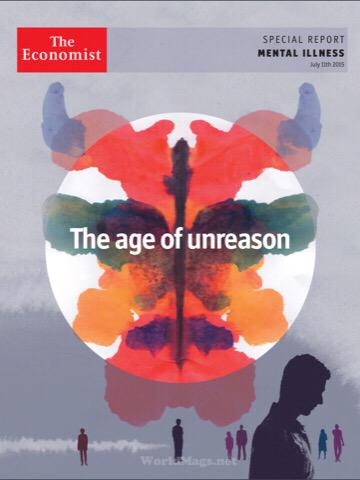 The
Economist
SPECIAL REPORT
MENTAL ILLNESS
July 11th 2015
The age of unreason
WorldMags.net